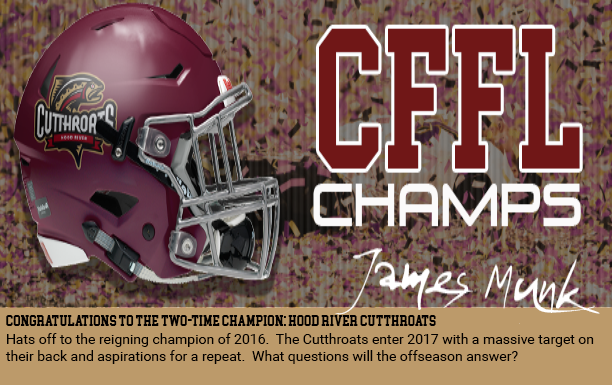 CFFL
CHAMPS
CUTTHROATS
HOOD RIVER
James Munk
CONGRATULATIONS TO THE TWO-TIME CHAMPION: HOOD RIVER CUTTHROATS
Hats off to the reigning champion of 2016.  The Cutthroats enter 2017 with a massive target on
their back and aspirations for a repeat.  What questions will the offseason answer?